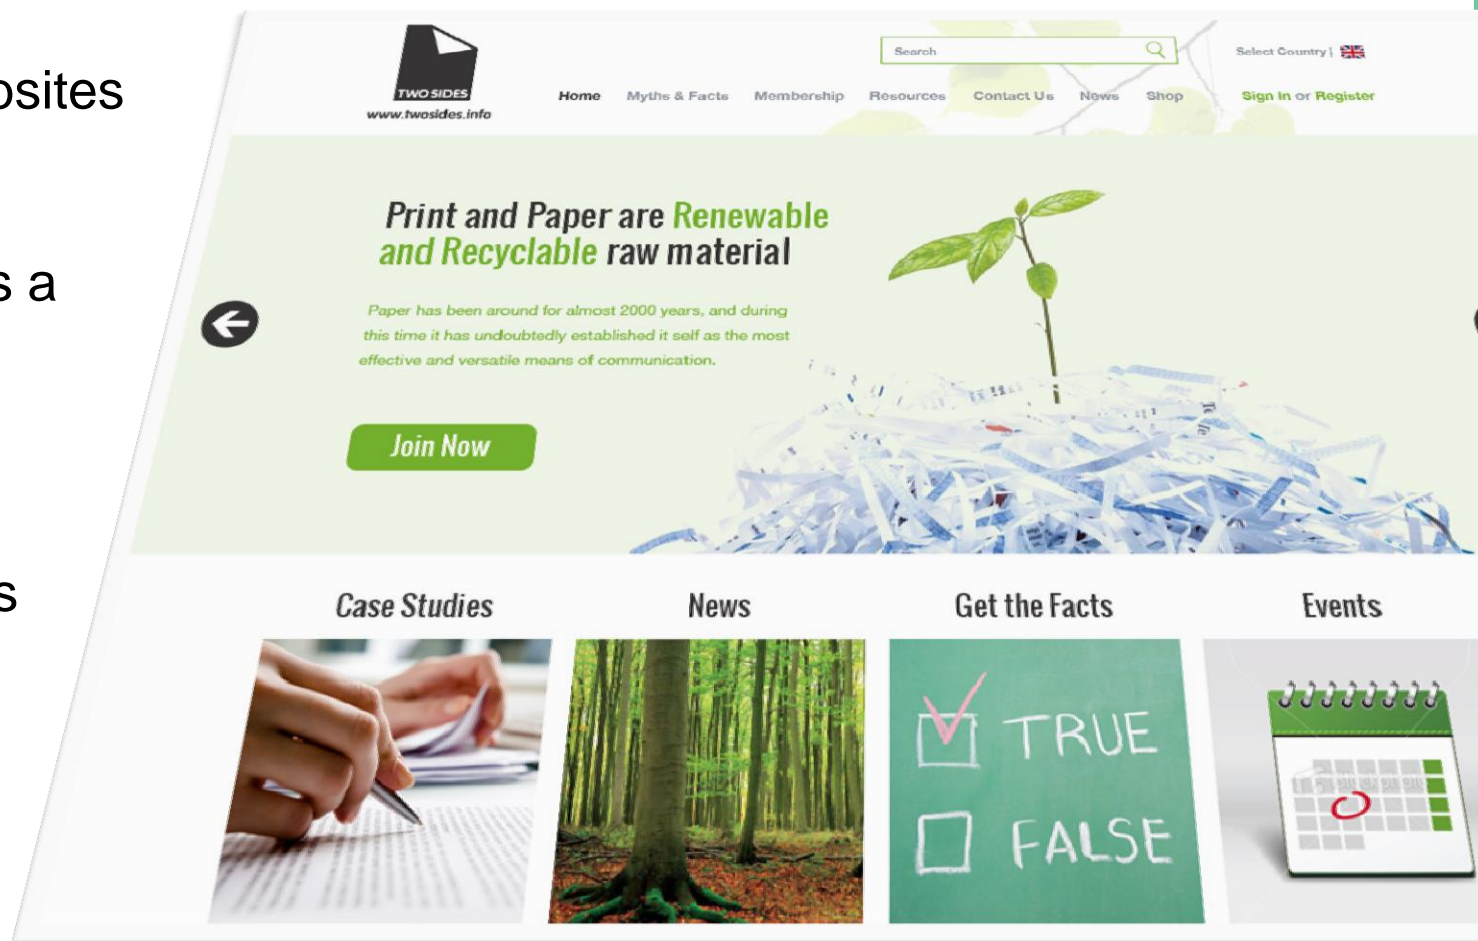 osites
s a
s
TWO SIDES
www.twosides.info
Search
Select Country |
Home Myths & Facts Membership Resources Contact Us News Shop
Sign In or Register
Print and Paper are Renewable
and Recyclable raw material
Paper has been around for almost 2000 years, and during
this time it has undoubtedly established it self as the most
effective and versatile means of communication.
Join Now
Case Studies News Get the Facts Events
TRUE
FALSE